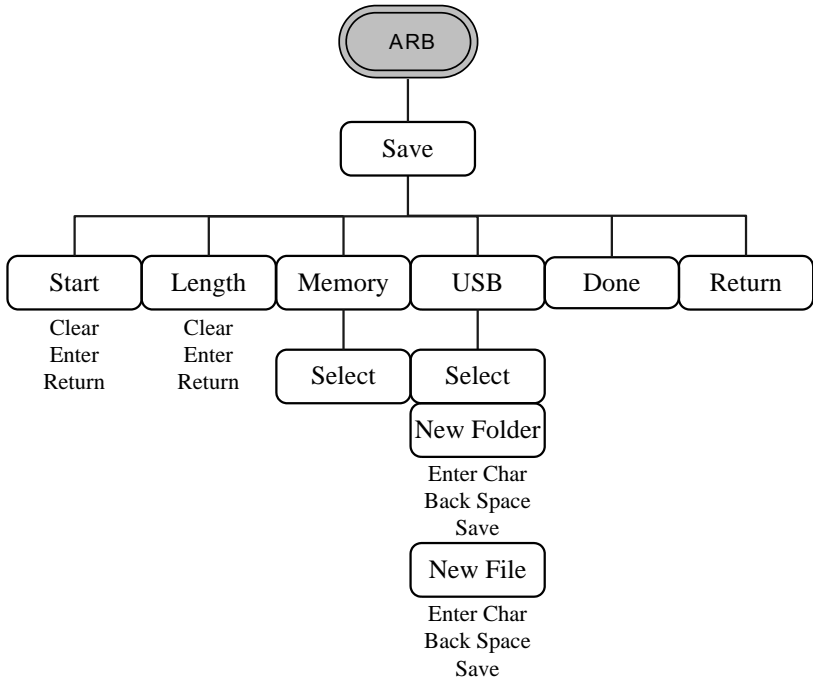 ARB
Save
Start
Length
Memory
USB
Done
Return
Clear
Enter
Return
Clear
Enter
Return
Select
Select
New Folder
Enter Char
Back Space
Save
New File
Enter Char
Back Space
Save